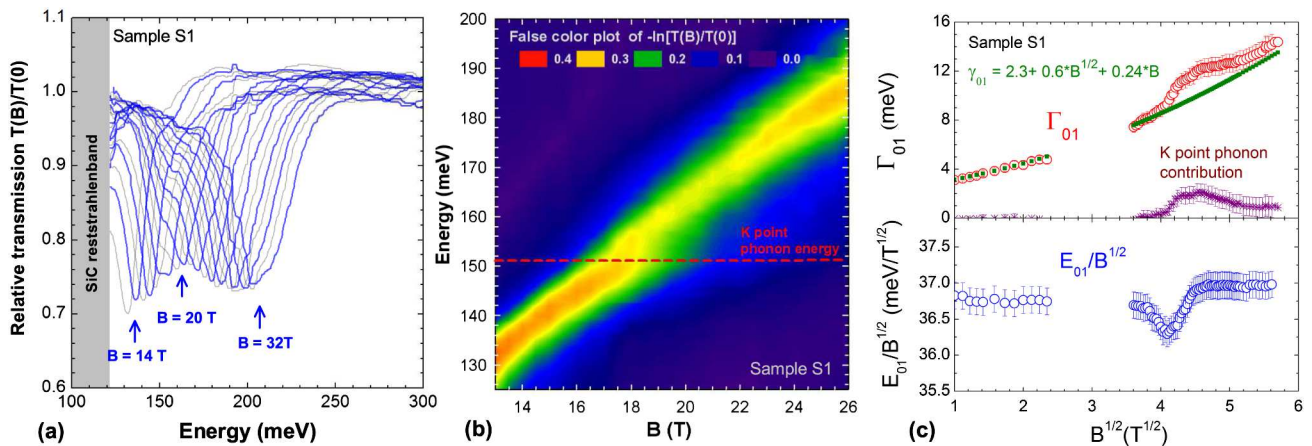 Sample S1
Relative transmission T(B)/T(0)
1.1
1.0
0.9
0.8
0.7
0.6
SiC reststrahlenband
B = 14 T
B = 20 T
B = 32T
100
150
200
250
300
(a)
Energy (meV)
200
190
180
170
160
150
140
130
Energy (meV)
False color plot of -ln[T(B)/T(0)]
0.4
0.3
0.2
0.1
0.0
K point
phonon energy
Sample S1
14
16
18
20
22
24
26
(b)
B (T)
16
12
8
4
0
Γ01 (meV)
Sample S1
γ01 = 2.3+ 0.6*B1/2+ 0.24*B
Γ01
K point phonon
contribution
37.5
37.0
36.5
36.0
35.5
E01/B1/2 (meV/T1/2)
E01/B1/2
1
2
3
4
5
6
(c)
B1/2(T1/2)